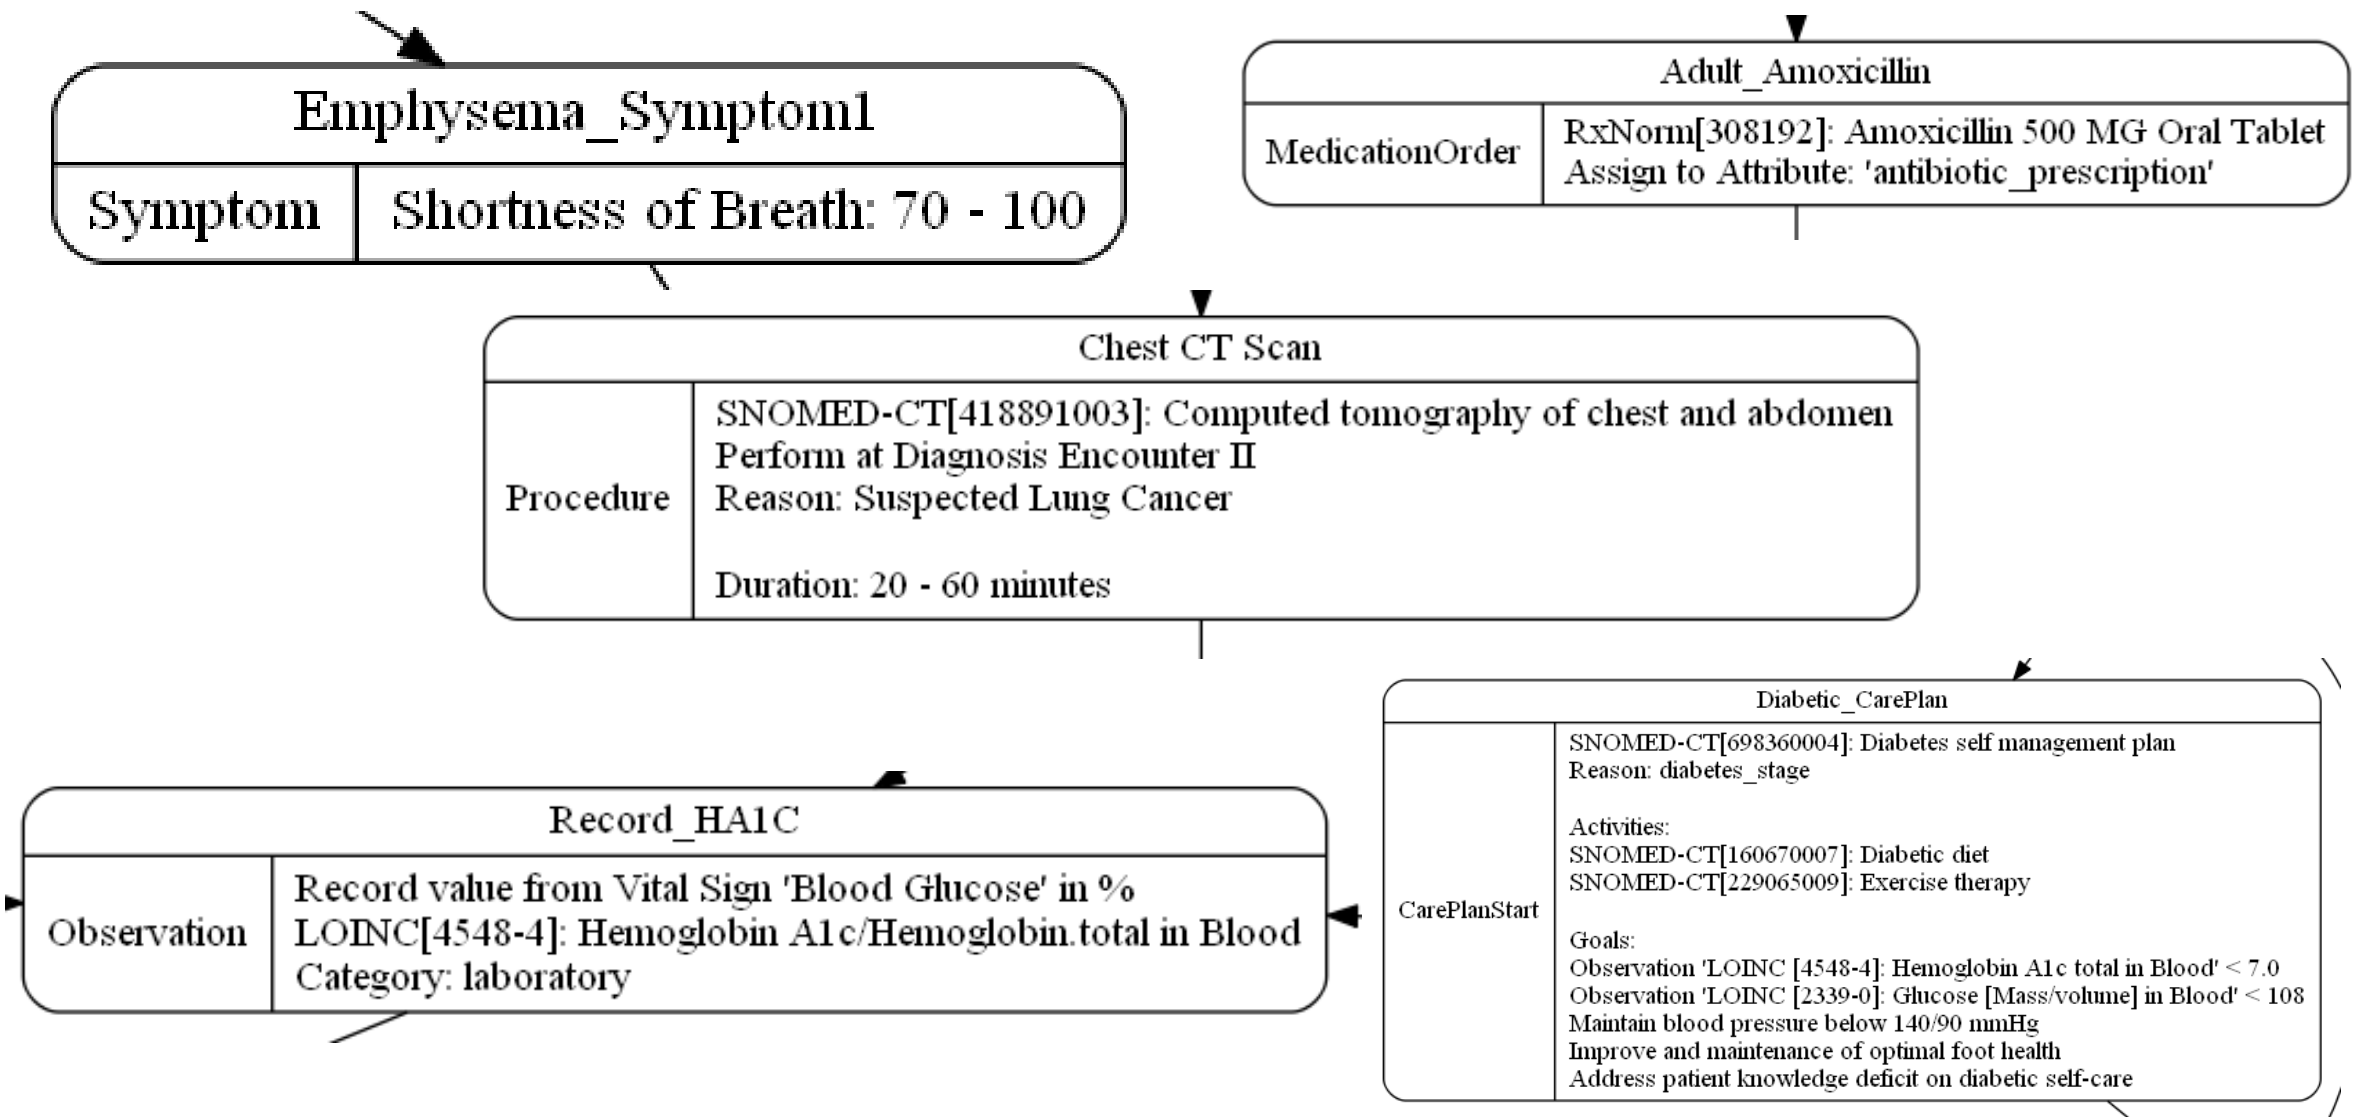 Emphysema_Symptom1
Symptom
Shortness of Breath: 70 - 100
Adult_Amoxicillin
MedicationOrder
RxNorm[308192]: Amoxicillin 500 MG Oral Tablet
Assign to Attribute: 'antibiotic_prescription'
Chest CT Scan
Procedure
SNOMED-CT[418891003]: Computed tomography of chest and abdomen
Perform at Diagnosis Encounter II
Reason: Suspected Lung Cancer
Duration: 20 - 60 minutes
Record_HA1C
Observation
Record value from Vital Sign 'Blood Glucose' in %
LOINC[4548-4]: Hemoglobin A1c/Hemoglobin.total in Blood
Category: laboratory
Diabetic_CarePlan
CarePlanStart
SNOMED-CT[698360004]: Diabetes self management plan
Reason: diabetes_stage
Activities:
SNOMED-CT[160670007]: Diabetic diet
SNOMED-CT[229065009]: Exercise therapy
Goals:
Observation 'LOINC [4548-4]: Hemoglobin A1c total in Blood' < 7.0
Observation 'LOINC [2339-0]: Glucose [Mass/volume] in Blood' < 108
Maintain blood pressure below 140/90 mmHg
Improve and maintenance of optimal foot health
Address patient knowledge deficit on diabetic self-care